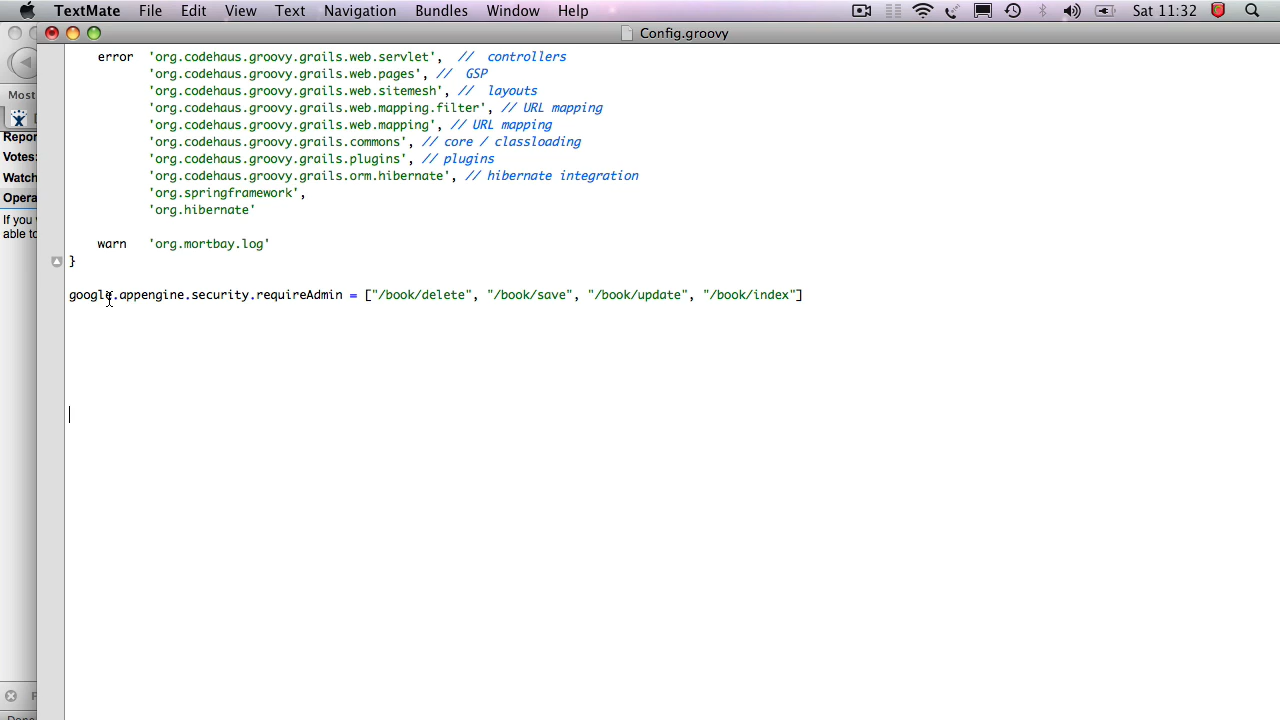 TextMate File Edit View Text Navigation Bundles Window Help Sat 11:32
Config.groovy
error 'org.codehaus.groovy.grails.web.servlet', // controllers
'org.codehaus.groovy.grails.web.pages', // GSP
'org.codehaus.groovy.grails.web.sitemesh', // layouts
'org.codehaus.groovy.grails.web.mapping.filter', // URL mapping
'org.codehaus.groovy.grails.web.mapping', // URL mapping
'org.codehaus.groovy.grails.commons', // core / classloading
'org.codehaus.groovy.grails.plugins', // plugins
'org.codehaus.groovy.grails.orm.hibernate', // hibernate integration
'org.springframework',
'org.hibernate'
warn 'org.mortbay.log'
}
google.appengine.security.requireAdmin = ["/book/delete", "/book/save", "/book/update", "/book/index"]
Most
Repor
Votes:
Watch
Opera
If you
able to